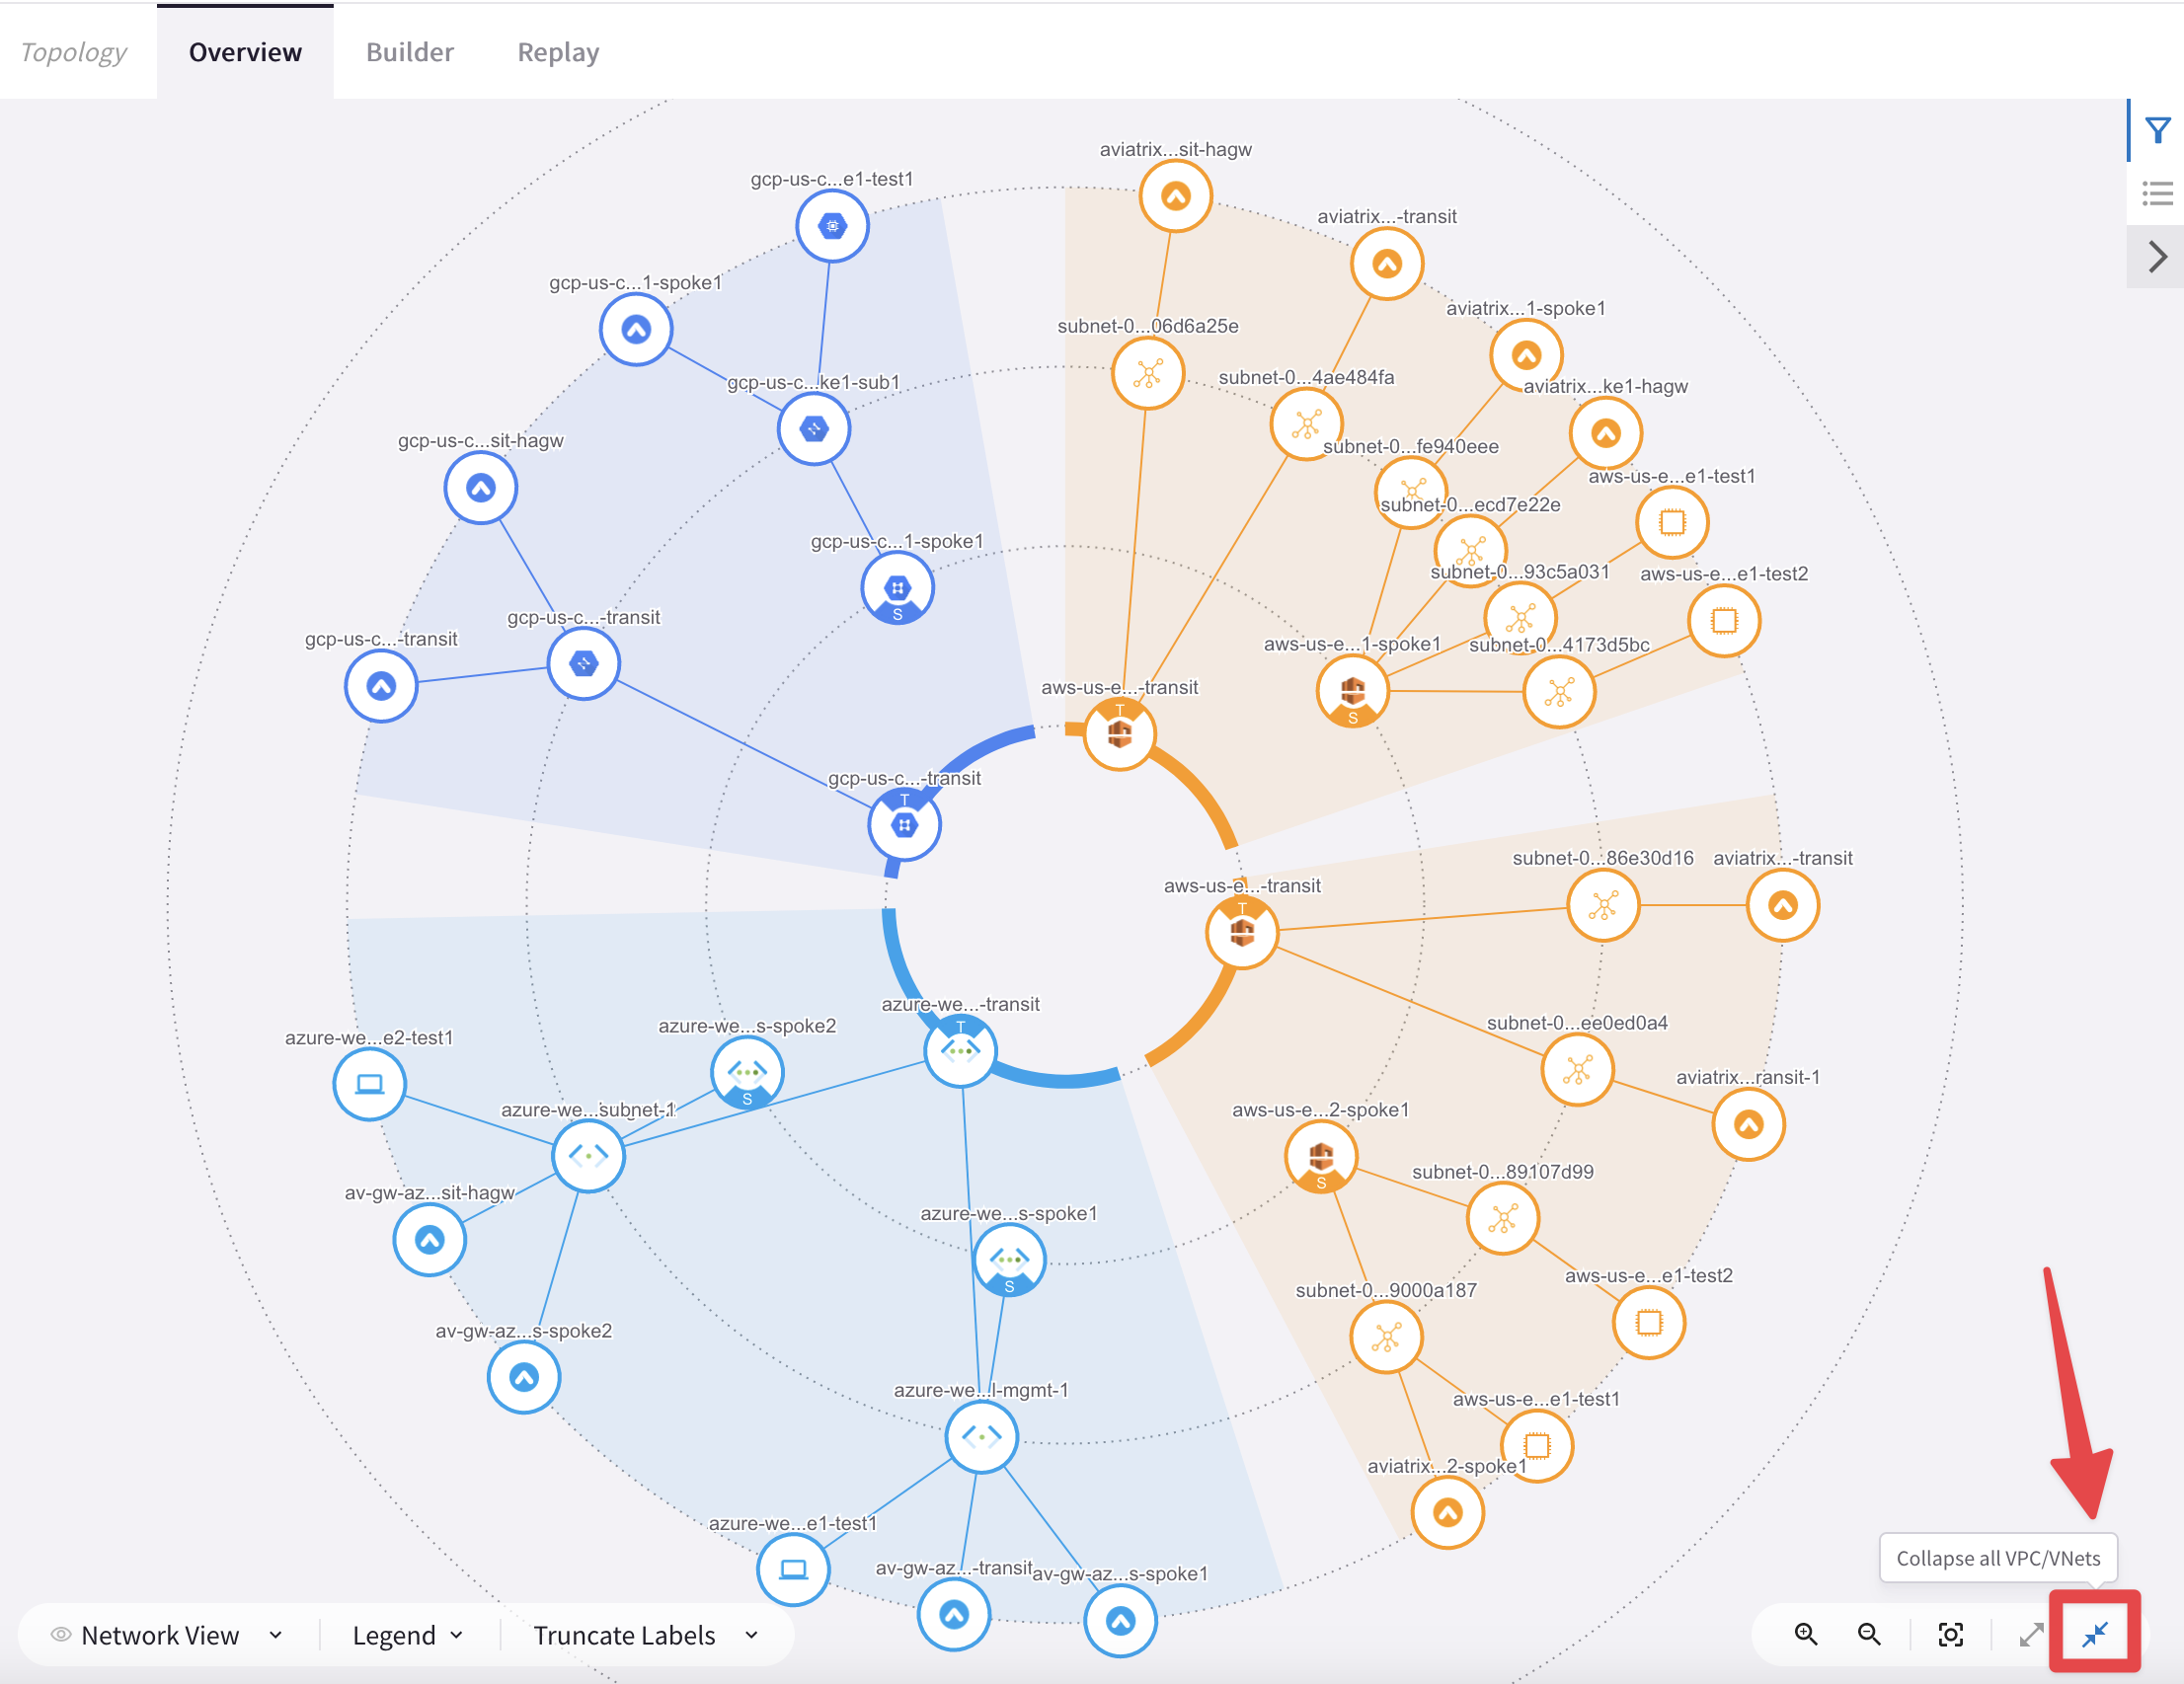 Topology
Overview
Builder
Replay
aviatrix...sit-hagw
gcp-us-c...e1-test1
aviatrix...-transit
gcp-us-c...1-spoke1
aviatrix...1-spoke1
subnet-0...06d6a25e
gcp-us-c...ke1-sub1
subnet-0...4ae484fa
aviatrix...ke1-hagw
gcp-us-c...sit-hagw
subnet-0...fe940eee
aws-us-e...e1-test1
subnet-0...ecd7e22e
gcp-us-c...1-spoke1
subnet-0...93c5a031
aws-us-e...e1-test2
S
gcp-us-c...-transit
gcp-us-c...-transit
aws-us-e...1-spoke1
subnet-0...4173d5bc
aws-us-e...-transit
T
S
gcp-us-c...-transit
T
subnet-0...86e30d16
aviatrix...-transit
aws-us-e...-transit
T
azure-we...-transit
T
subnet-0...ee0ed0a4
azure-we...s-spoke2
azure-we...e2-test1
aviatrix...ransit-1
S
azure-we...subnet-1
aws-us-e...2-spoke1
S
subnet-0...89107d99
av-gw-az...sit-hagw
azure-we...s-spoke1
S
aws-us-e...e1-test2
subnet-0...9000a187
av-gw-az...s-spoke2
azure-we...l-mgmt-1
aws-us-e...e1-test1
aviatrix...2-spoke1
azure-we...e1-test1
av-gw-az...-transit
av-gw-az...s-spoke1
Collapse all VPC/VNets
Network View
Legend
Truncate Labels